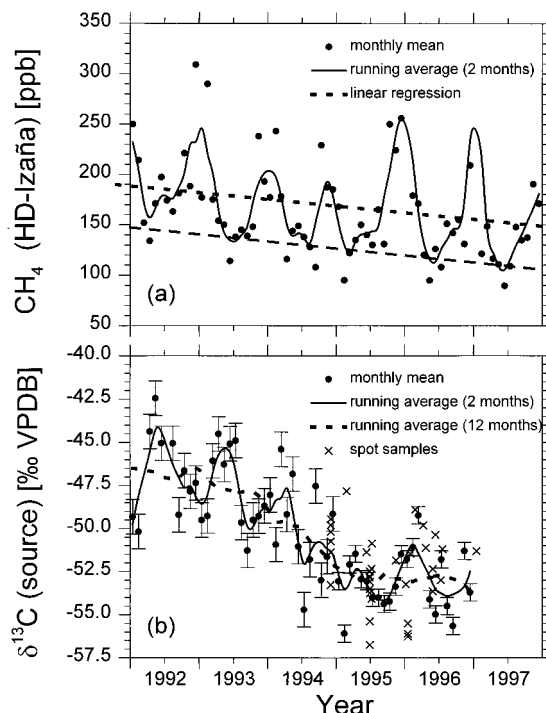 350
300
250
200
150
100
50
CH4 (HD-Izaña) [ppb]
monthly mean
running average (2 months)
linear regression
(a)
-40.0
-42.5
-45.0
-47.5
-50.0
-52.5
-55.0
-57.5
δ13C (source) [‰ VPDB]
monthly mean
running average (2 months)
running average (12 months)
spot samples
(b)
1992 1993 1994 1995 1996 1997
Year